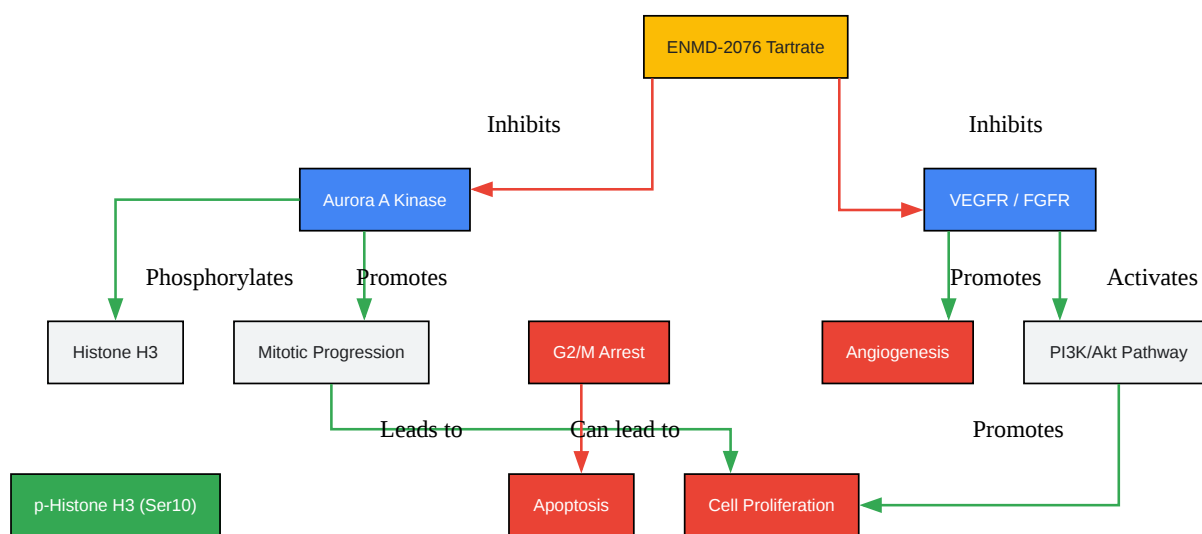 ENMD-2076 Tartrate
Inhibits
Inhibits
Aurora A Kinase
VEGFR / FGFR
Phosphorylates
Promotes
Promotes
Activates
Histone H3
Mitotic Progression
G2/M Arrest
Angiogenesis
PI3K/Akt Pathway
Leads to
Can lead to
Promotes
p-Histone H3 (Ser10)
Apoptosis
Cell Proliferation